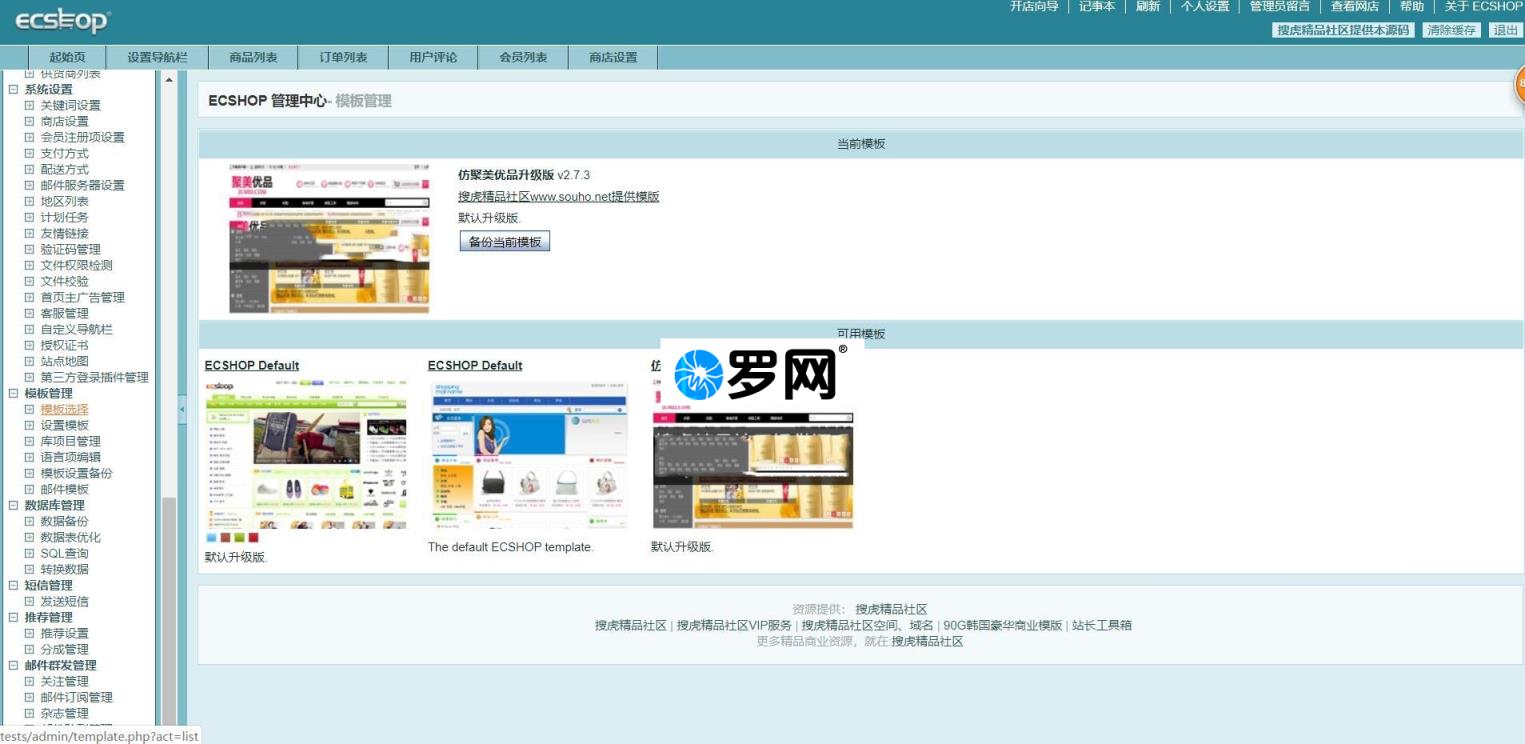 ECSHOP
开店向导 | 记事本 | 刷新 | 个人设置 | 管理员留言 | 查看网店 | 帮助 | 关于 ECSHOP
搜虎精品社区提供本源码 清除缓存 退出
起始页 设置导航栏 商品列表 订单列表 用户评论 会员列表 商店设置
供货商列表
系统设置
关键词设置
商店设置
会员注册项设置
支付方式
配送方式
邮件服务器设置
地区列表
计划任务
友情链接
验证码管理
文件权限检测
文件校验
首页主广告管理
客服管理
自定义导航栏
授权证书
站点地图
第三方登录插件管理
模板管理
模板选择
设置模板
库项目管理
语言项编辑
模板设置备份
邮件模板
数据库管理
数据备份
数据表优化
SQL查询
转换数据
短信管理
发送短信
推荐管理
推荐设置
分成管理
邮件群发管理
关注管理
邮件订阅管理
杂志管理
tests/admin/template.php?act=list
ECSHOP 管理中心- 模板管理
当前模板
聚美优品
仿聚美优品升级版 v2.7.3
搜虎精品社区www.souho.net提供模版
默认升级版.
备份当前模板
可用模板
ECSHOP Default
默认升级版.
ECSHOP Default
The default ECSHOP template.
仿
罗网®
默认升级版.
资源提供： 搜虎精品社区
搜虎精品社区 | 搜虎精品社区VIP服务 | 搜虎精品社区空间、域名 | 90G韩国豪华商业模版 | 站长工具箱
更多精品商业资源，就在:搜虎精品社区